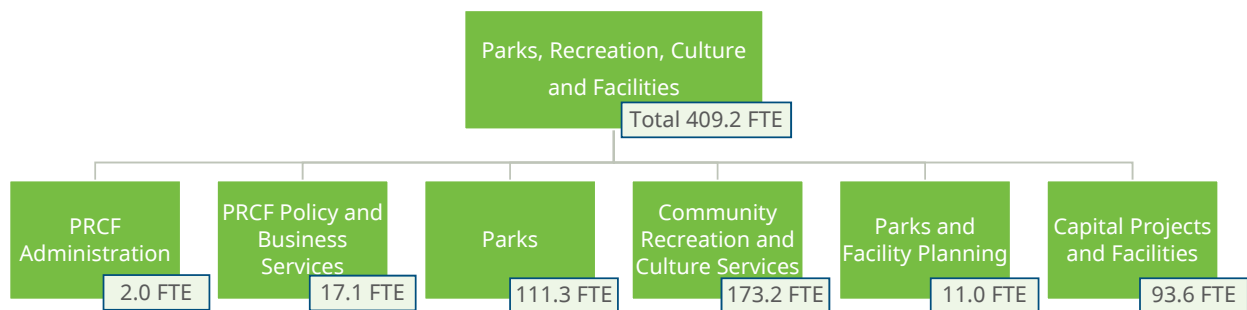 Parks, Recreation, Culture
and Facilities
Total 409.2 FTE
PRCF
Administration
2.0 FTE
PRCF Policy and
Business
Services
17.1 FTE
Parks
111.3 FTE
Community
Recreation and
Culture Services
173.2 FTE
Parks and
Facility Planning
11.0 FTE
Capital Projects
and Facilities
93.6 FTE